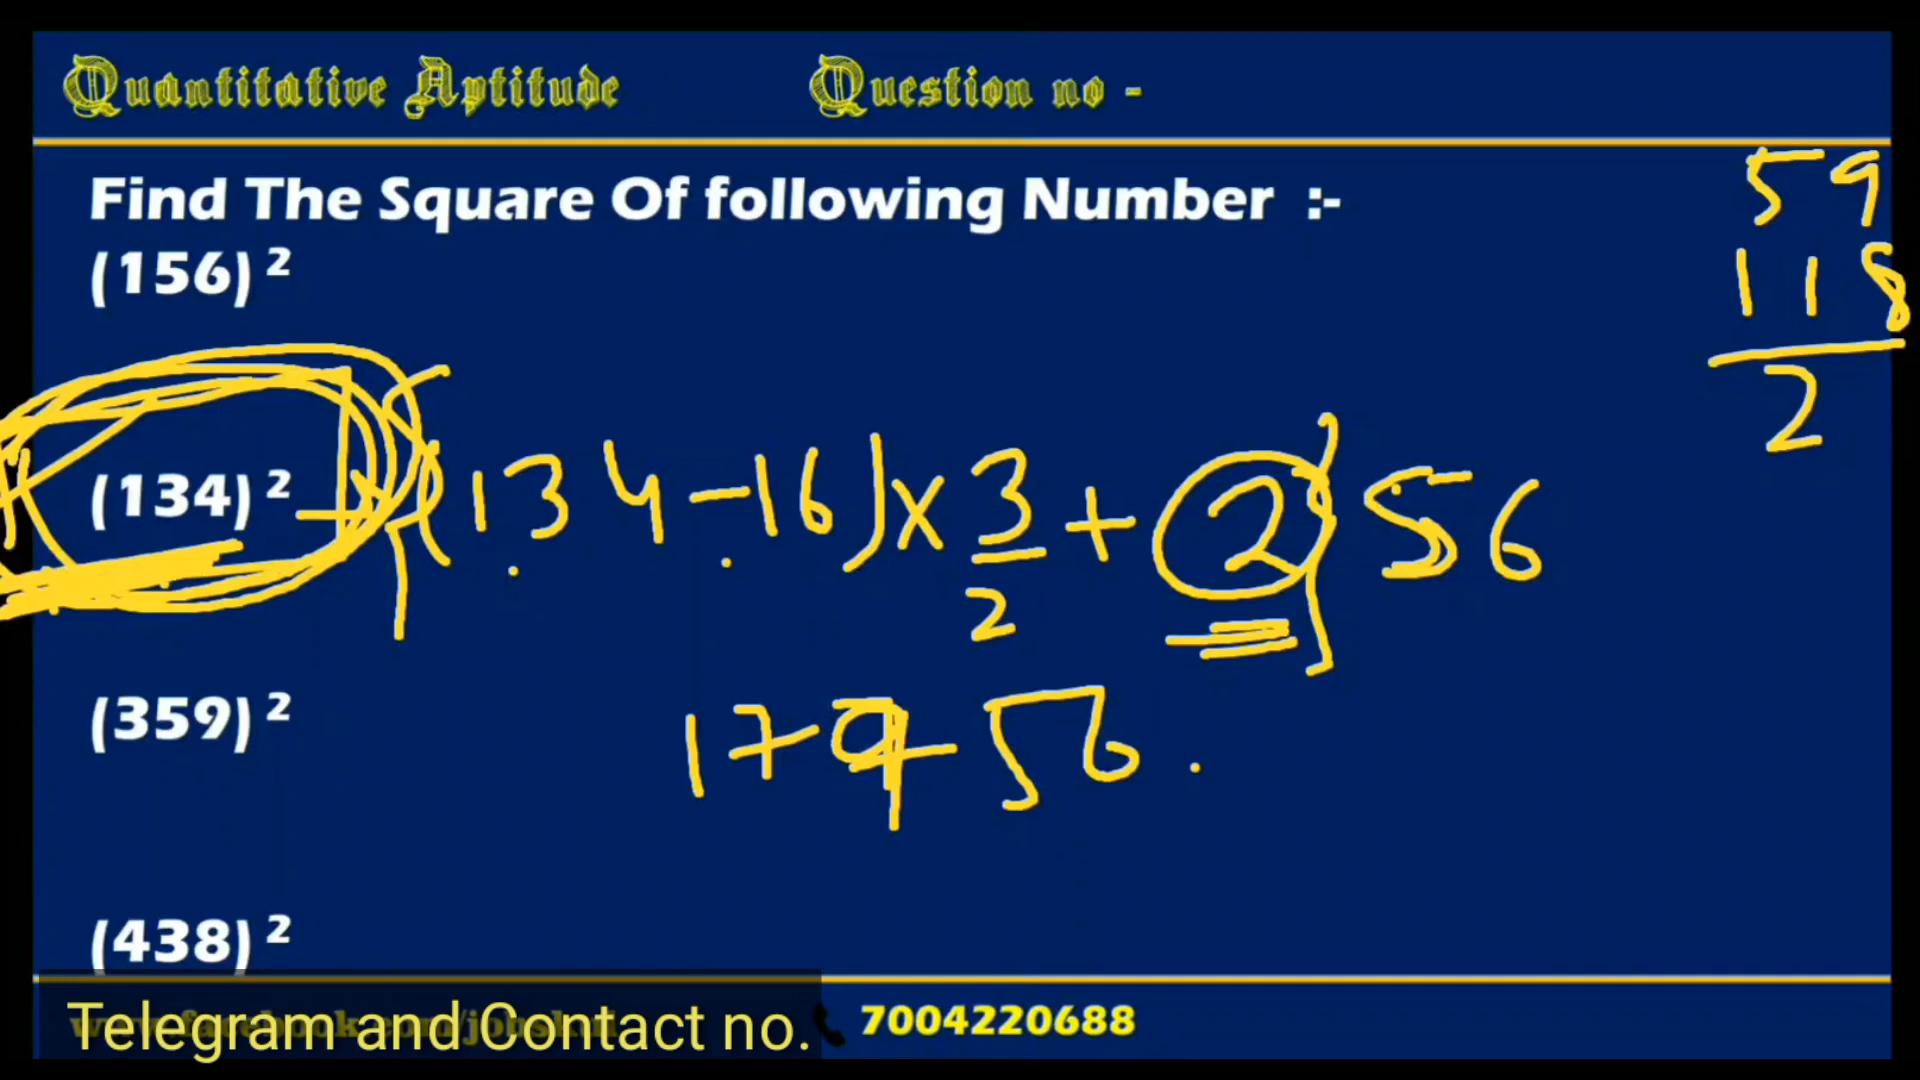 Quantitative Aptitude Question no -
Find The Square Of following Number :-
(156)²
59
118
2
(134)² → {(134-16)x3/2+2}56
(359)²
17956.
(438)²
Telegram and Contact no. 7004220688